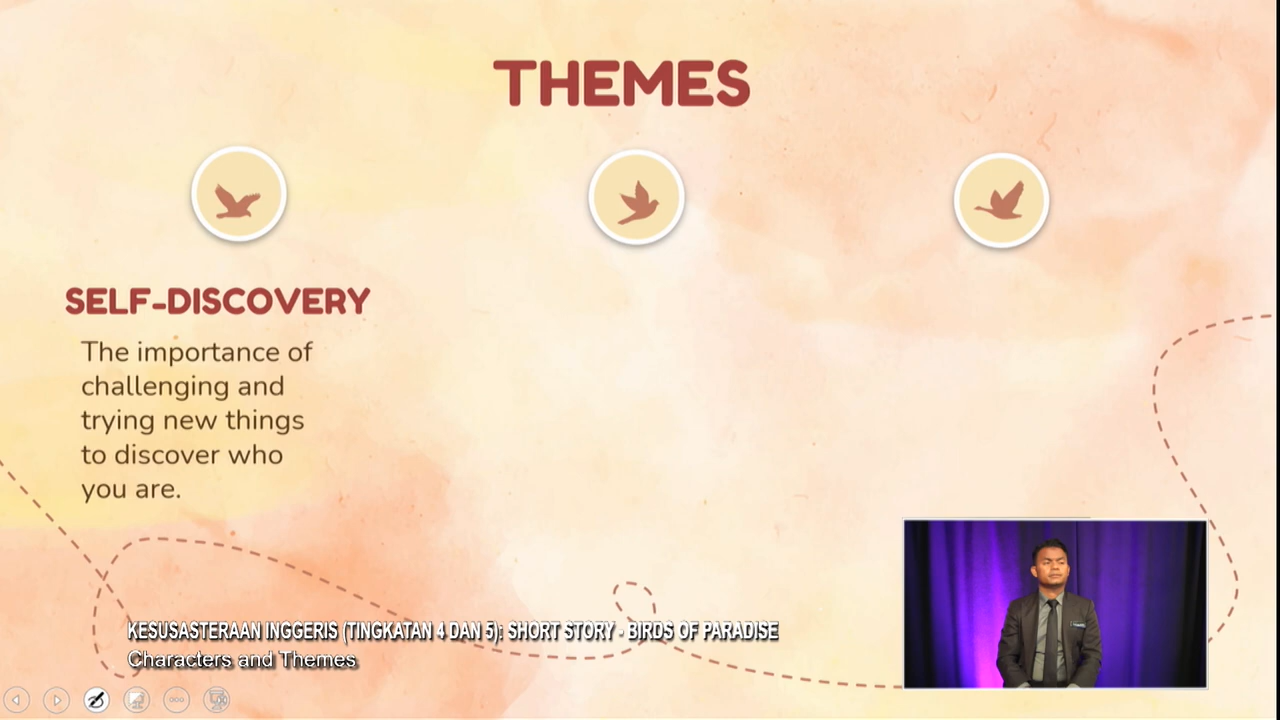 THEMES
SELF-DISCOVERY
The importance of
challenging and
trying new things
to discover who
you are.
KESUSASTERAAN INGGERIS (TINGKATAN 4 DAN 5): SHORT STORY - BIRDS OF PARADISE
Characters and Themes